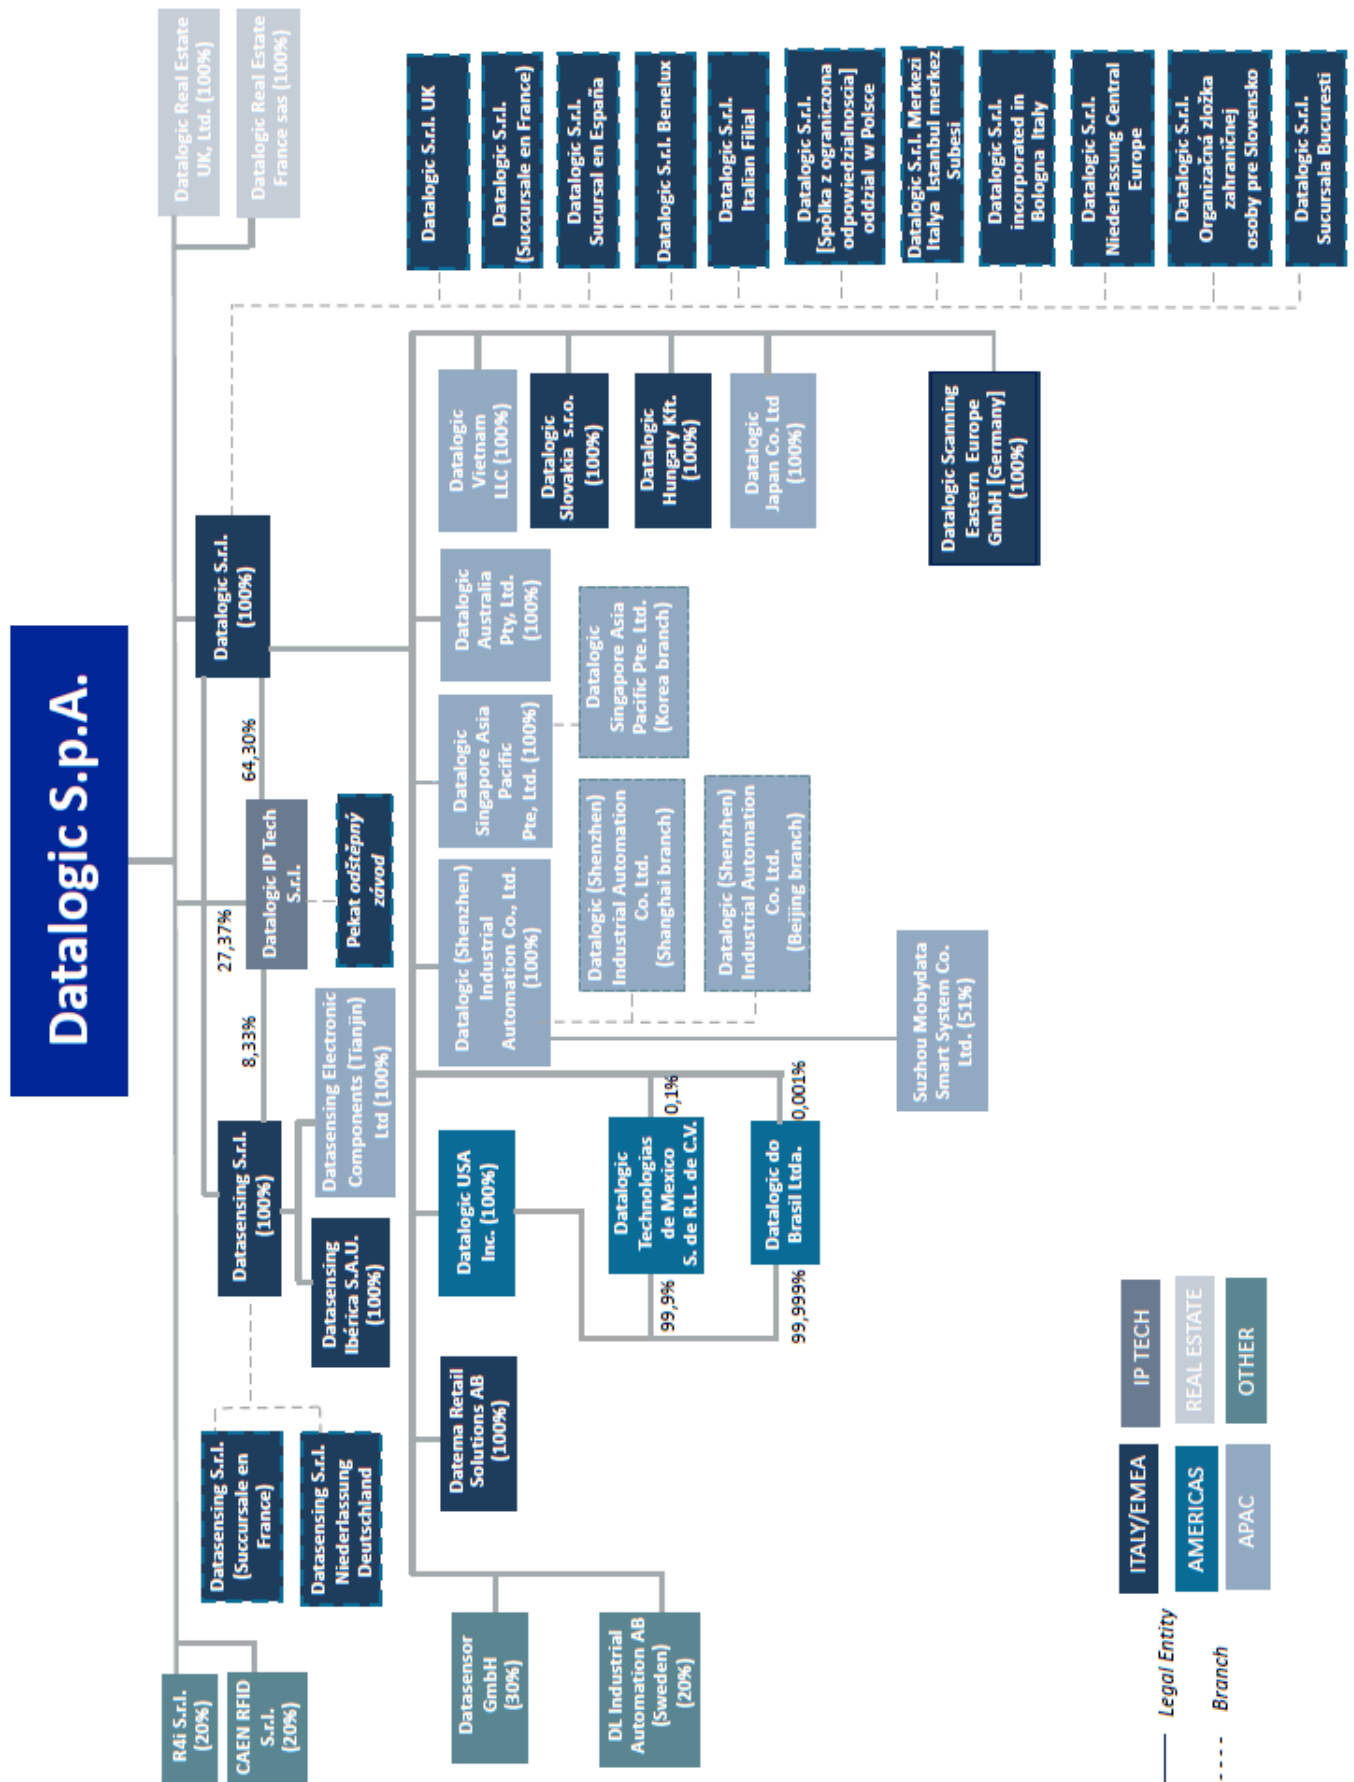 Datalogic S.p.A.
R4i S.r.l.
(20%)
CAEN RFID
S.r.l.
(20%)
Datalogic Real Estate
UK, Ltd. (100%)
Datalogic Real Estate
France sas (100%)
Datasensing S.r.l.
(100%)
8,33%
27,37%
Datalogic IP Tech
S.r.l.
64,30%
Datalogic S.r.l.
(100%)
Datasensing S.r.l.
(Succursale en
France)
Datasensing S.r.l.
Niederlassung
Deutschland
Datasensing
Ibérica S.A.U.
(100%)
Datasensing Electronic
Components (Tianjin)
Ltd (100%)
Pekat odštěpný
závod
Datasensor
GmbH
(30%)
DL Industrial
Automation AB
(Sweden)
(20%)
Datema Retail
Solutions AB
(100%)
Datalogic USA
Inc. (100%)
99,9%
Datalogic
Technologias
de Mexico
S. de R.L. de C.V.
0,1%
99,999%
Datalogic do
Brasil Ltda.
0,001%
Datalogic (Shenzhen)
Industrial
Automation Co., Ltd.
(100%)
Datalogic (Shenzhen)
Industrial Automation
Co. Ltd.
(Shanghai branch)
Datalogic (Shenzhen)
Industrial Automation
Co. Ltd.
(Beijing branch)
Suzhou Mobydata
Smart System Co.
Ltd. (51%)
Datalogic
Singapore Asia
Pacific
Pte, Ltd. (100%)
Datalogic
Singapore Asia
Pacific Pte. Ltd.
(Korea branch)
Datalogic
Australia
Pty, Ltd.
(100%)
Datalogic
Vietnam
LLC (100%)
Datalogic
Slovakia s.r.o.
(100%)
Datalogic
Hungary Kft.
(100%)
Datalogic
Japan Co. Ltd
(100%)
Datalogic Scanning
Eastern Europe
GmbH [Germany]
(100%)
Datalogic S.r.l. UK
Datalogic S.r.l.
(Succursale en France)
Datalogic S.r.l.
Sucursal en España
Datalogic S.r.l. Benelux
Datalogic S.r.l.
Italian Filial
Datalogic S.r.l.
[Spòlka z ograniczona
odpowiedzialnoscia]
oddzial w Polsce
Datalogic S.r.l. Merkezi
Italya Istanbul merkez
Subesi
Datalogic S.r.l.
incorporated in
Bologna Italy
Datalogic S.r.l.
Niederlassung Central
Europe
Datalogic S.r.l.
Organizačná zložka
zahraničnej
osoby pre Slovensko
Datalogic S.r.l.
Sucursala Bucuresti
Legal Entity
Branch
ITALY/EMEA
IP TECH
AMERICAS
REAL ESTATE
APAC
OTHER